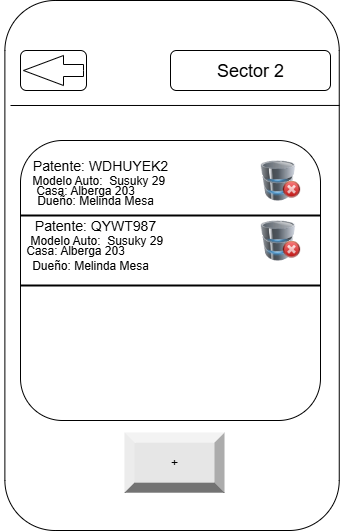 Sector 2
Patente: WDHUYEK2
Modelo Auto: Susuky 29
Casa: Alberga 203
Dueño: Melinda Mesa
Patente: QYWT987
Modelo Auto: Susuky 29
Casa: Alberga 203
Dueño: Melinda Mesa
+